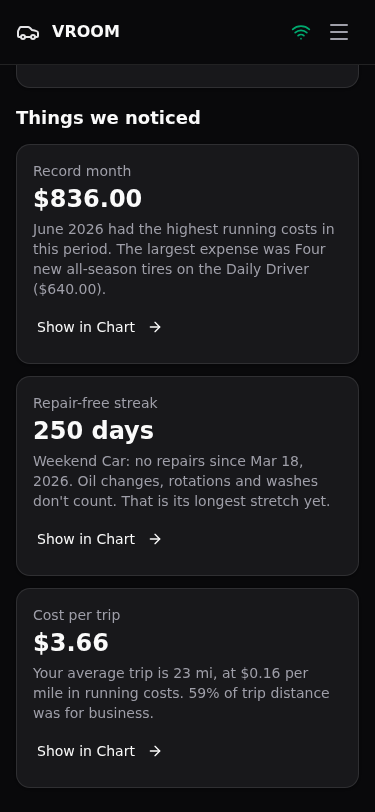 VROOM
Things we noticed
Record month
$836.00
June 2026 had the highest running costs in
this period. The largest expense was Four
new all-season tires on the Daily Driver
($640.00).
Show in Chart
Repair-free streak
250 days
Weekend Car: no repairs since Mar 18,
2026. Oil changes, rotations and washes
don't count. That is its longest stretch yet.
Show in Chart
Cost per trip
$3.66
Your average trip is 23 mi, at $0.16 per
mile in running costs. 59% of trip distance
was for business.
Show in Chart